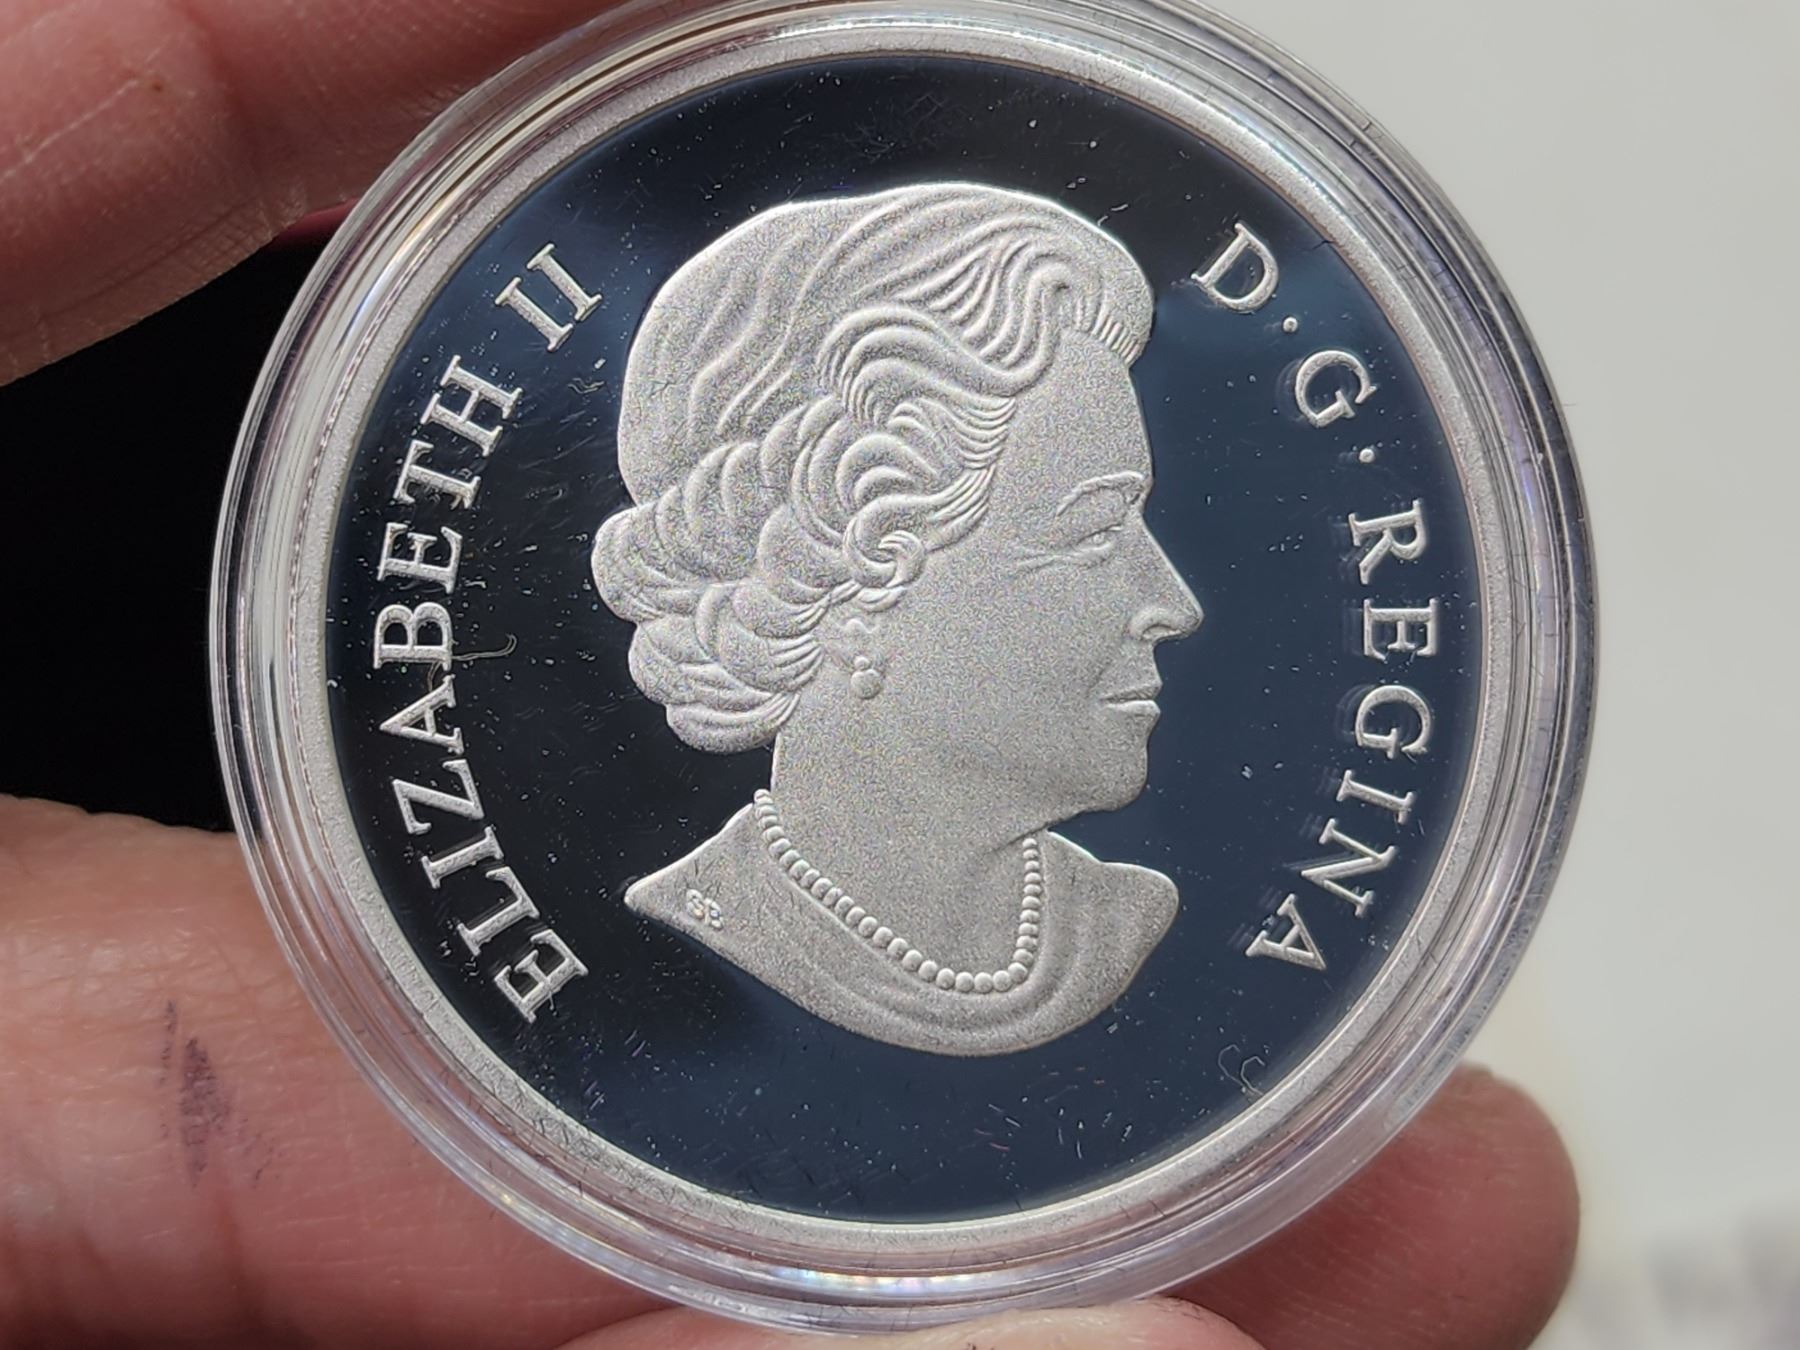 ELIZABETH II
D·G·REGINA
SB